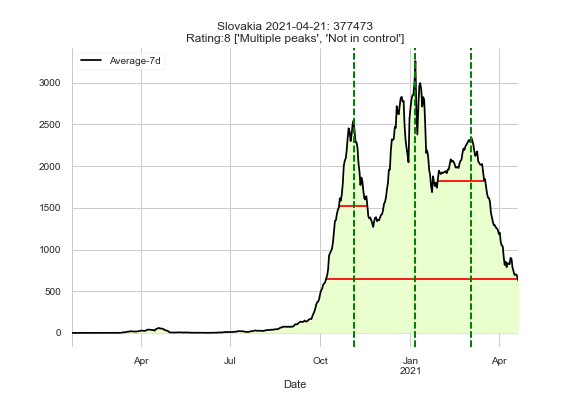 Slovakia 2021-04-21: 377473
Rating:8 ['Multiple peaks', 'Not in control']
Average-7d
3000
2500
2000
1500
1000
500
0
Apr
Jul
Oct
Jan
2021
Apr
Date